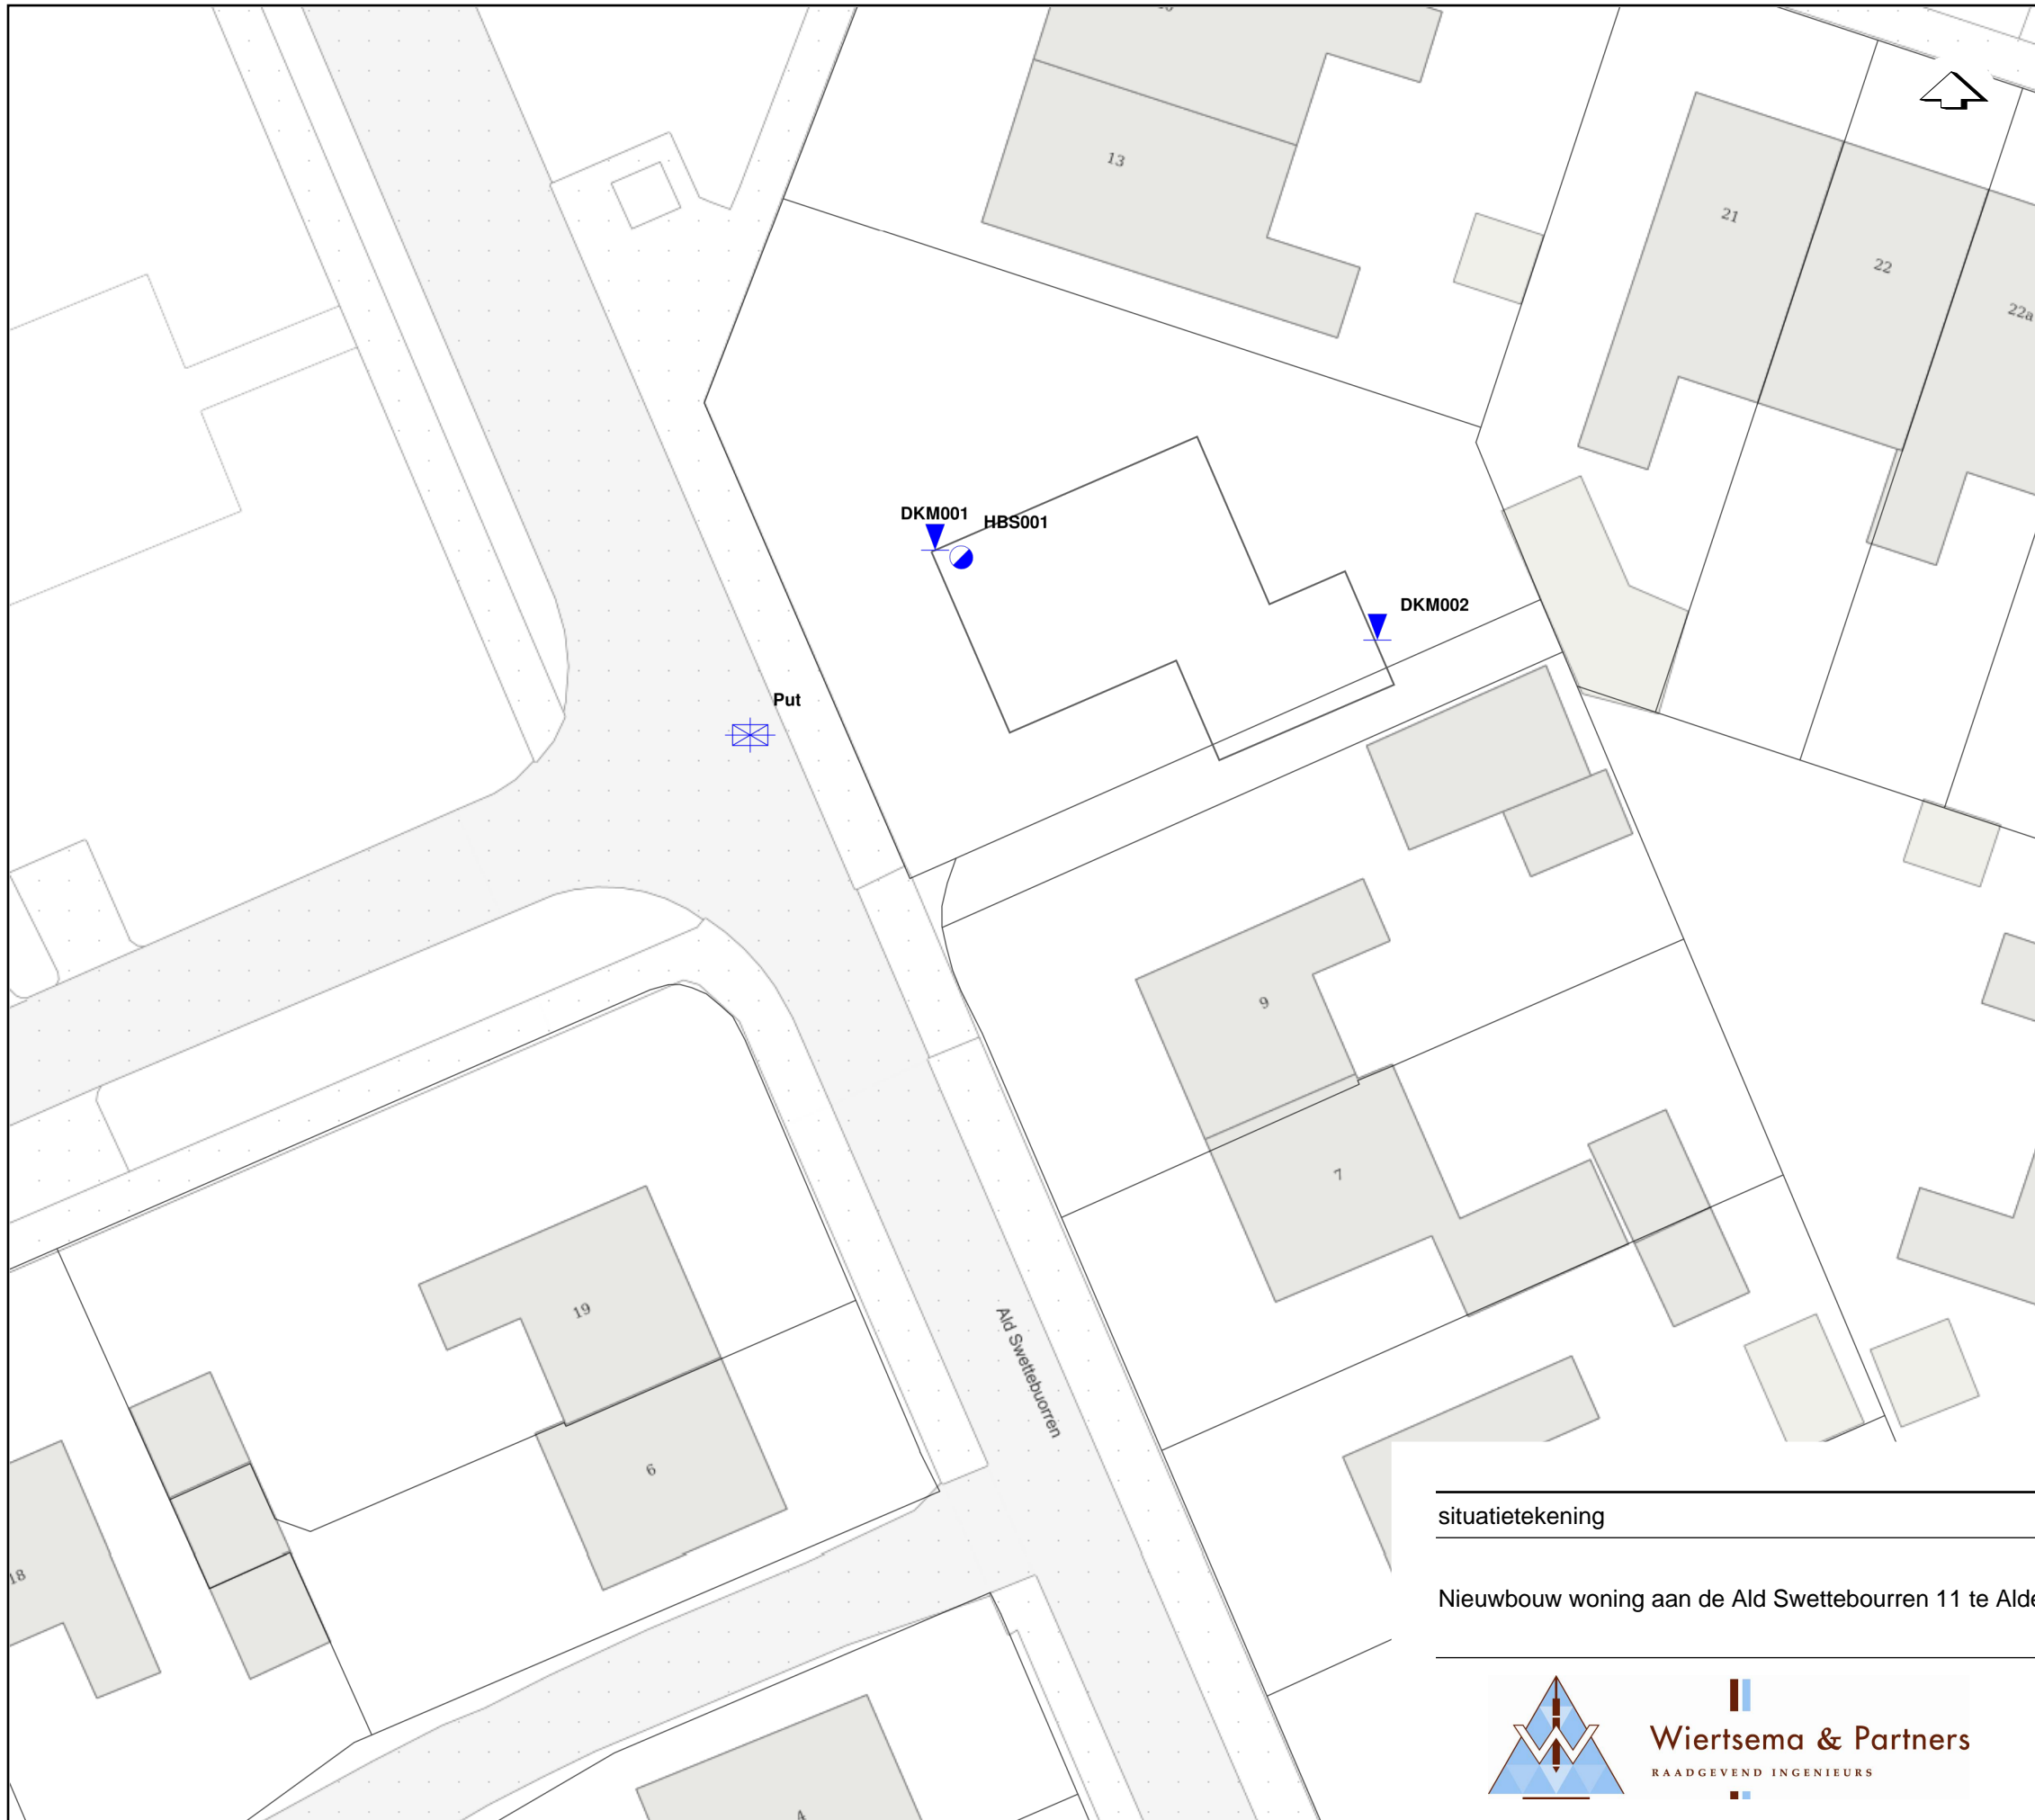 13
21
22
22a
DKM001
HBS001
DKM002
Put
9
7
19
6
18
Ald Swettebuorren
4
situatietekening
Nieuwbouw woning aan de Ald Swettebourren 11 te
Wiertsema & Partners
RAADGEVEND INGENIEURS